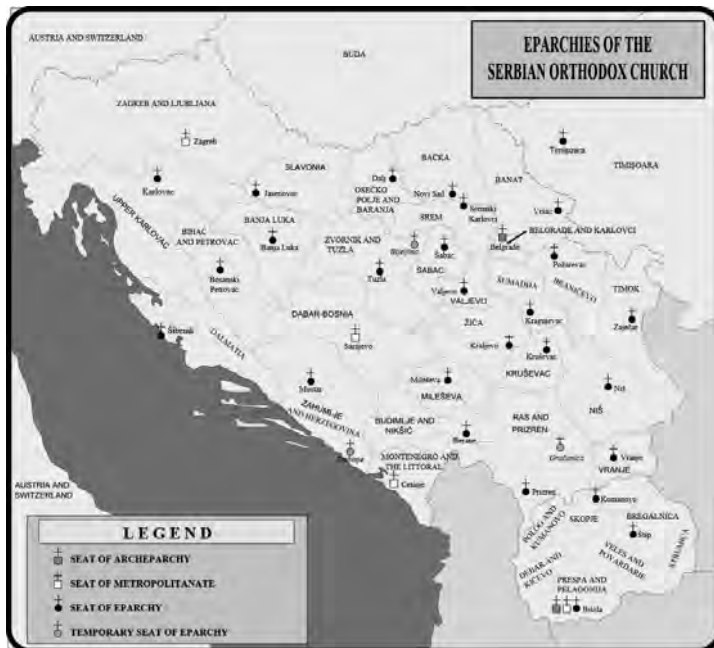 EPARCHIES OF THE
SERBIAN ORTHODOX CHURCH
AUSTRIA AND SWITZERLAND
BUDA
ZAGREB AND LJUBLJANA
Zagreb
SLAVONIA
BAČKA
Timişoara
TIMIŞOARA
Karlovac
Jasenovac
Dalj
OSEČKO
POLJE AND
BARANJA
Novi Sad
BANAT
Sremski
Karlovci
Vršac
UPPER KARLOVAC
BIHAĆ
AND PETROVAC
BANJA LUKA
Banja Luka
ZVORNIK AND
TUZLA
SREM
Šabac
ŠABAC
Belgrade
BELGRADE AND KARLOVCI
Bosanski
Petrovac
Tuzla
Valjevo
VALJEVO
ŠUMADIJA
Požarevac
BRANIČEVO
TIMOK
Šibenik
DALMATIA
DABAR-BOSNIA
Sarajevo
ŽIČA
Kragujevac
Zaječar
Kraljevo
Kruševac
KRUŠEVAC
Mostar
Mileševa
MILEŠEVA
Niš
NIŠ
ZAHUMLJE
AND HERZEGOVINA
BUDIMLJE AND
NIKŠIĆ
Berane
RAS AND
PRIZREN
Gračanica
Vranje
VRANJE
MONTENEGRO AND
THE LITTORAL
Cetinje
Prizren
Kumanovo
AUSTRIA AND
SWITZERLAND
POLOG AND
KUMANOVO
SKOPJE
BREGALNICA
Štip
STRUMICA
VELES AND
POVARDARIE
DEBAR AND
KIČEVO
PRESPA AND
PELAGONIJA
Bitola
LEGEND
SEAT OF ARCHEPARCHY
SEAT OF METROPOLITANATE
SEAT OF EPARCHY
TEMPORARY SEAT OF EPARCHY